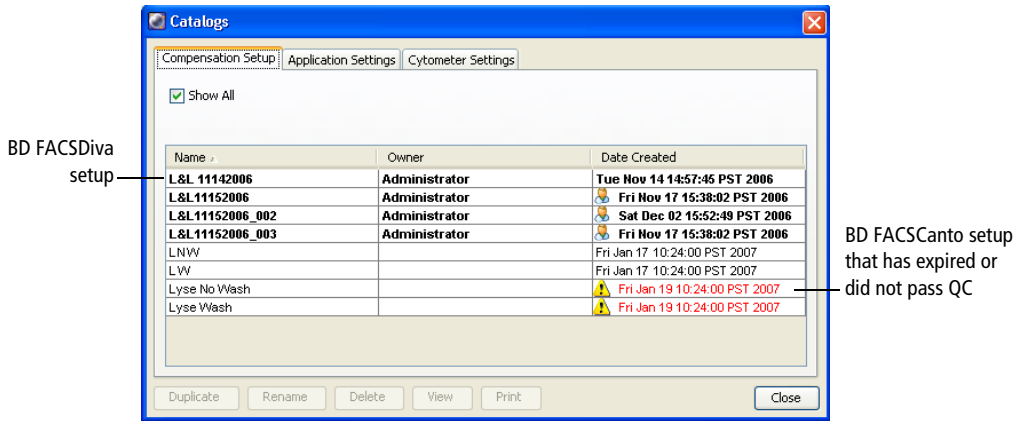 Catalogs
Compensation Setup Application Settings Cytometer Settings
Show All
BD FACSDiva
setup
Name Owner Date Created
L&L 11142006 Administrator Tue Nov 14 14:57:45 PST 2006
L&L11152006 Administrator Fri Nov 17 15:38:02 PST 2006
L&L11152006_002 Administrator Sat Dec 02 15:52:49 PST 2006
L&L11152006_003 Administrator Fri Nov 17 15:38:02 PST 2006
LNW Fri Jan 17 10:24:00 PST 2007
LW Fri Jan 17 10:24:00 PST 2007
Lyse No Wash Fri Jan 19 10:24:00 PST 2007
Lyse Wash Fri Jan 19 10:24:00 PST 2007
BD FACSCanto setup
that has expired or
did not pass QC
Duplicate Rename Delete View Print Close